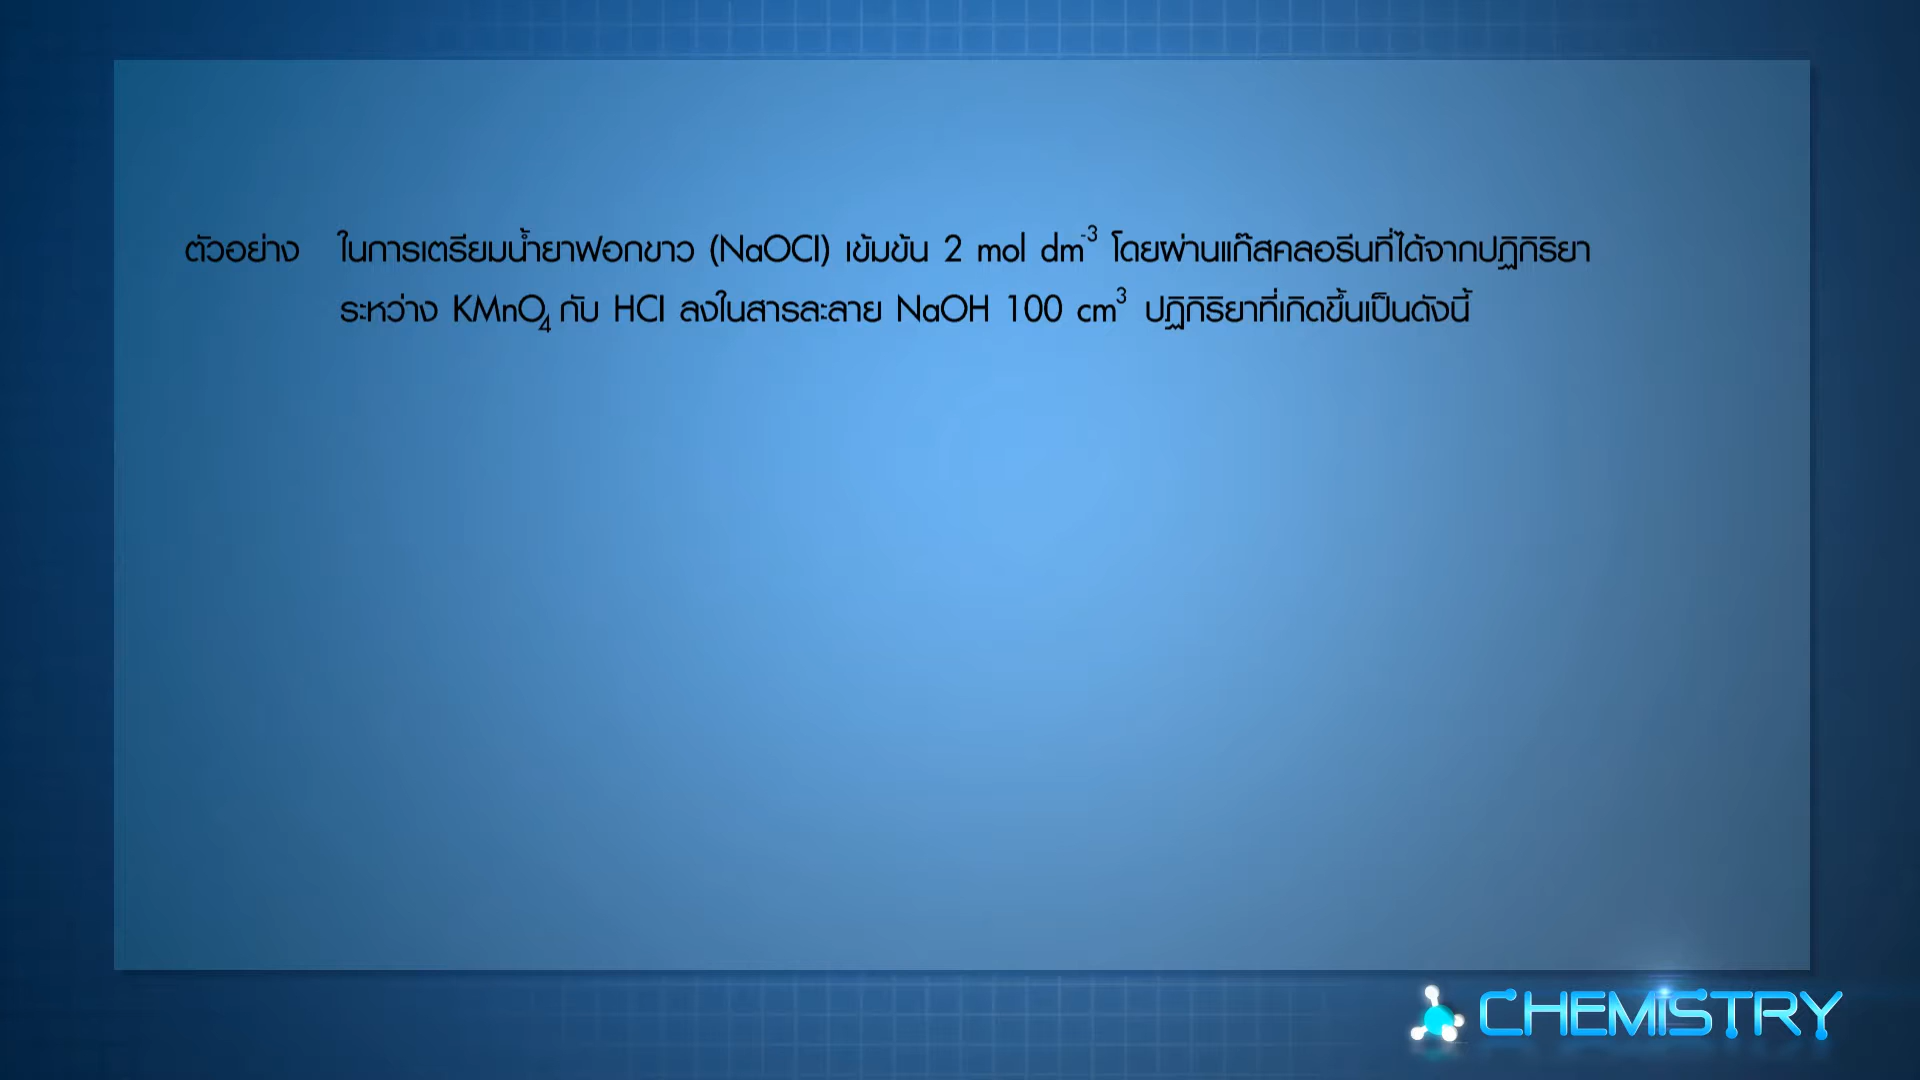 ตัวอย่าง ในการเตรียมน้ำยาฟอกขาว (NaOCl) เข้มข้น 2 mol dm⁻³ โดยผ่านแก๊สคลอรีนที่ได้จากปฏิกิริยา
ระหว่าง KMnO₄ กับ HCl ลงในสารละลาย NaOH 100 cm³ ปฏิกิริยาที่เกิดขึ้นเป็นดังนี้
CHEMISTRY